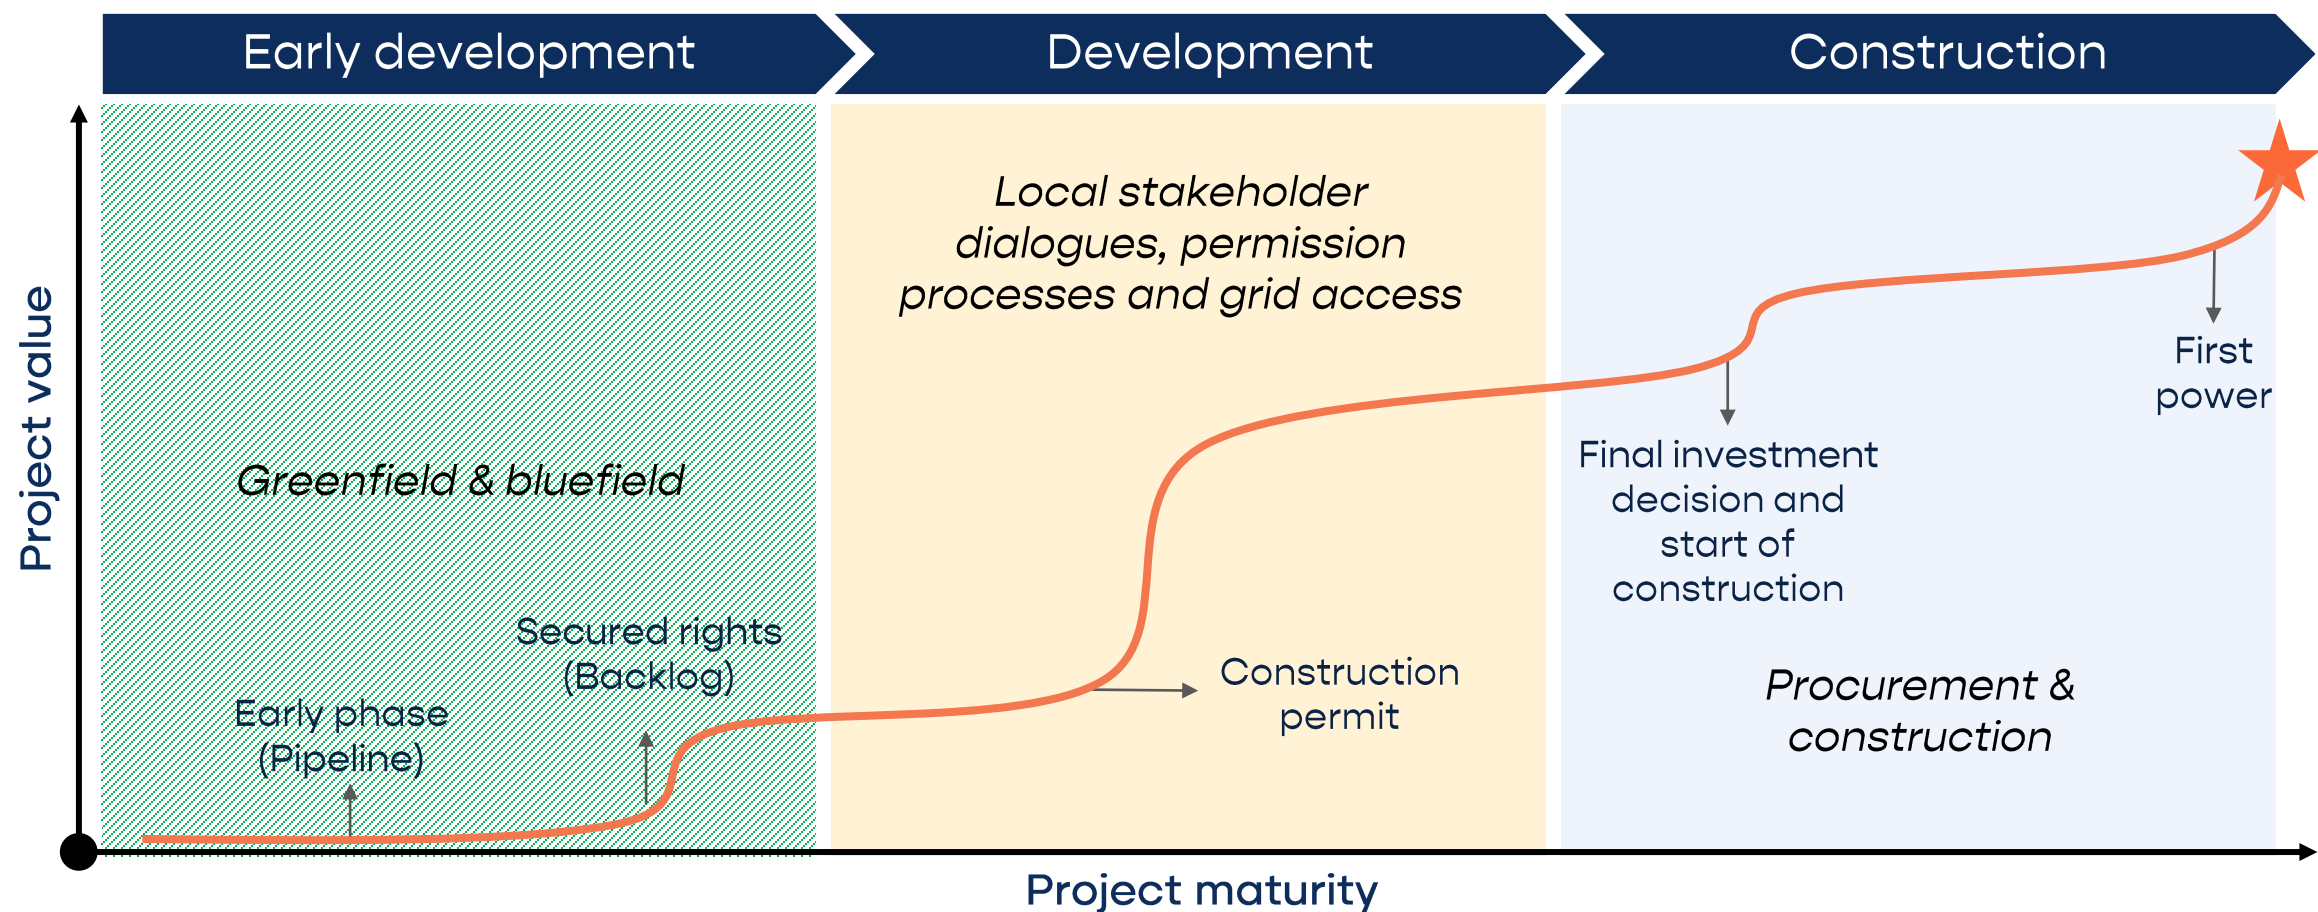 Early development
Development
Construction
Project value
Greenfield & bluefield
Early phase
(Pipeline)
Secured rights
(Backlog)
Local stakeholder
dialogues, permission
processes and grid access
Construction
permit
Final investment
decision and
start of
construction
First
power
Procurement &
construction
Project maturity